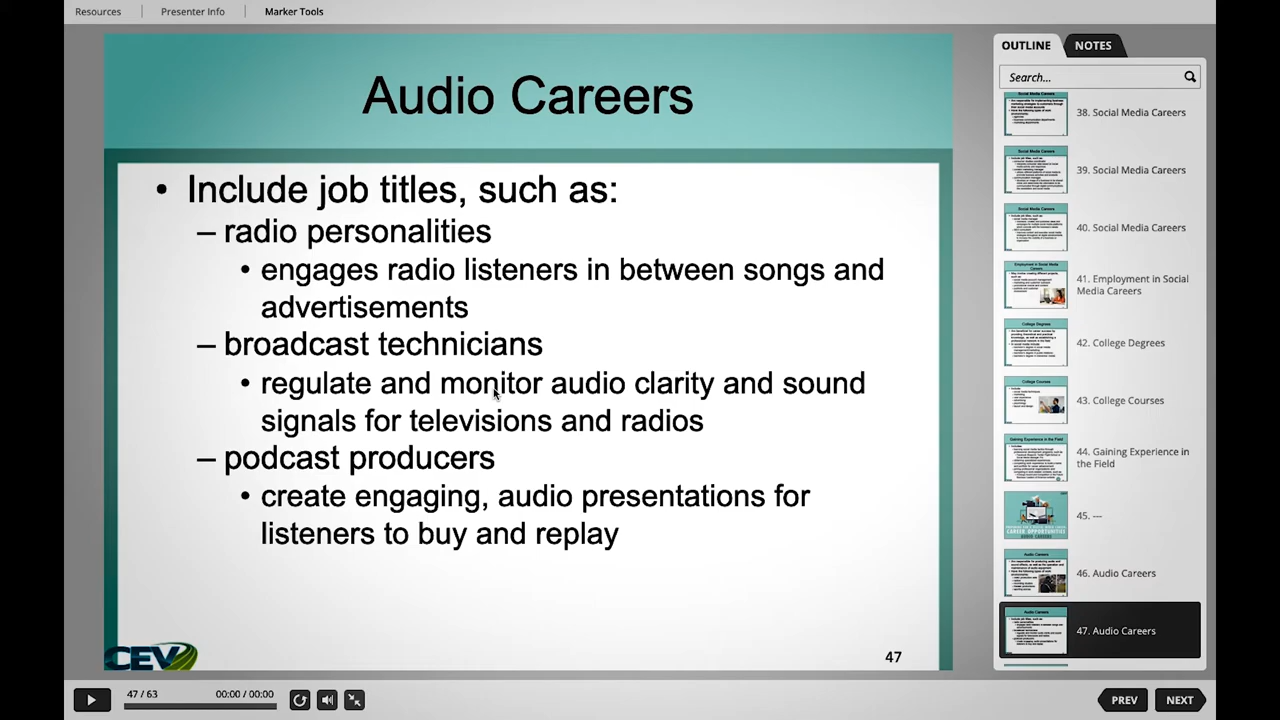 Resources
Presenter Info
Marker Tools
Audio Careers
• Include job titles, such as:
– radio personalities
• engages radio listeners in between songs and
advertisements
– broadcast technicians
• regulate and monitor audio clarity and sound
signals for televisions and radios
– podcast producers
• create engaging, audio presentations for
listeners to buy and replay
CEV
47
OUTLINE
NOTES
Search...
38. Social Media Careers
39. Social Media Careers
40. Social Media Careers
41. Employment in Social
Media Careers
42. College Degrees
43. College Courses
44. Gaining Experience in
the Field
45. ---
46. Audio Careers
47. Audio Careers
47 / 63
00:00 / 00:00
PREV
NEXT